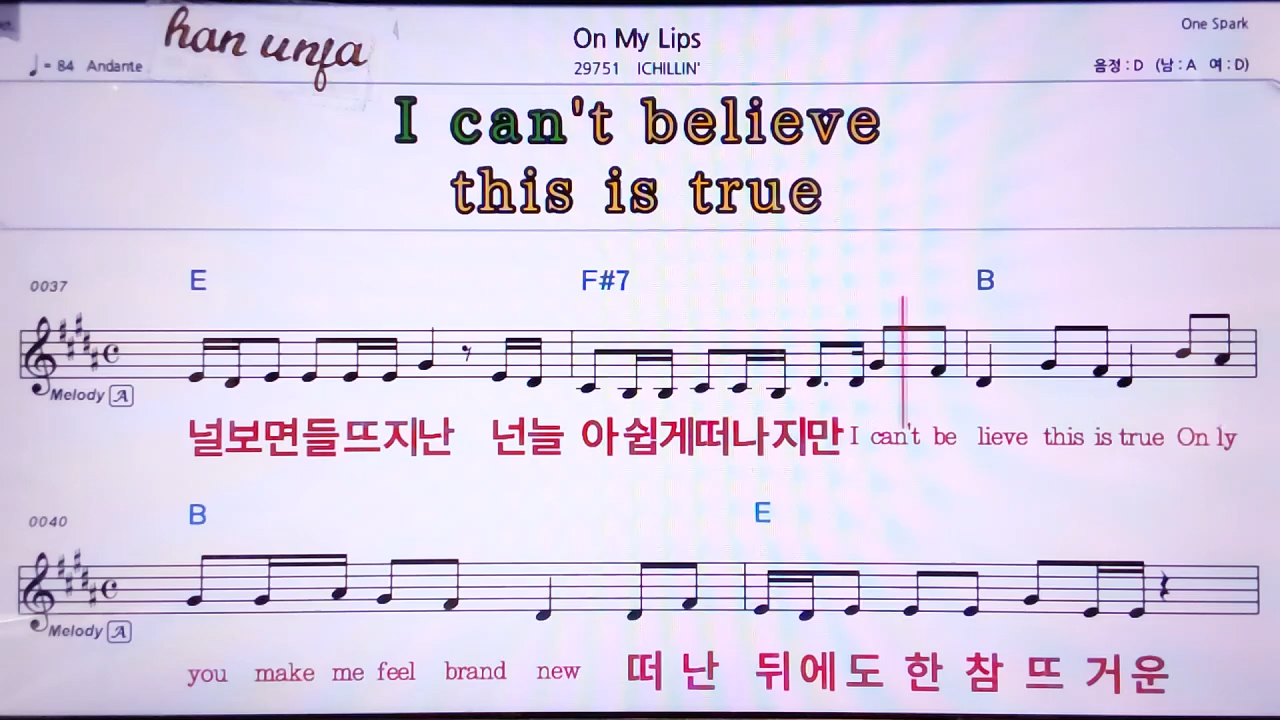 han unfa
On My Lips
One Spark
♩= 84 Andante
29751 ICHILLIN'
음정 : D (남 : A 여 : D)
I can't believe
this is true
0037
E F#7 B
Melody A
널보면들뜨지난 넌늘 아쉽게떠나지만 I can't be lieve this is true On ly
0040
B E
Melody A
you make me feel brand new 떠 난 뒤에도 한 참 뜨 거운